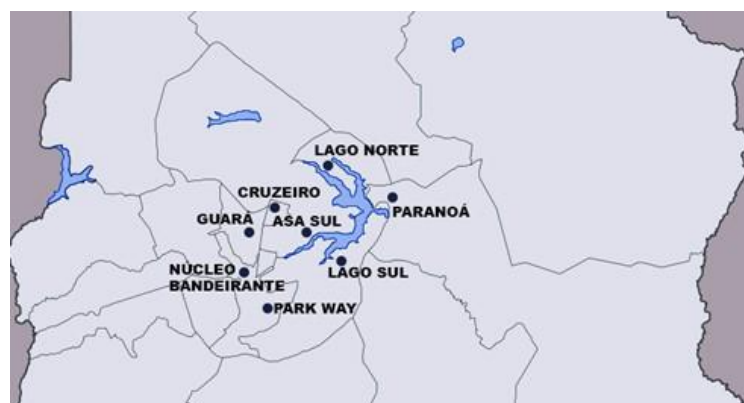 LAGO NORTE
CRUZEIRO
PARANOÁ
GUARÁ
ASA SUL
NÚCLEO
BANDEIRANTE
LAGO SUL
PARK WAY